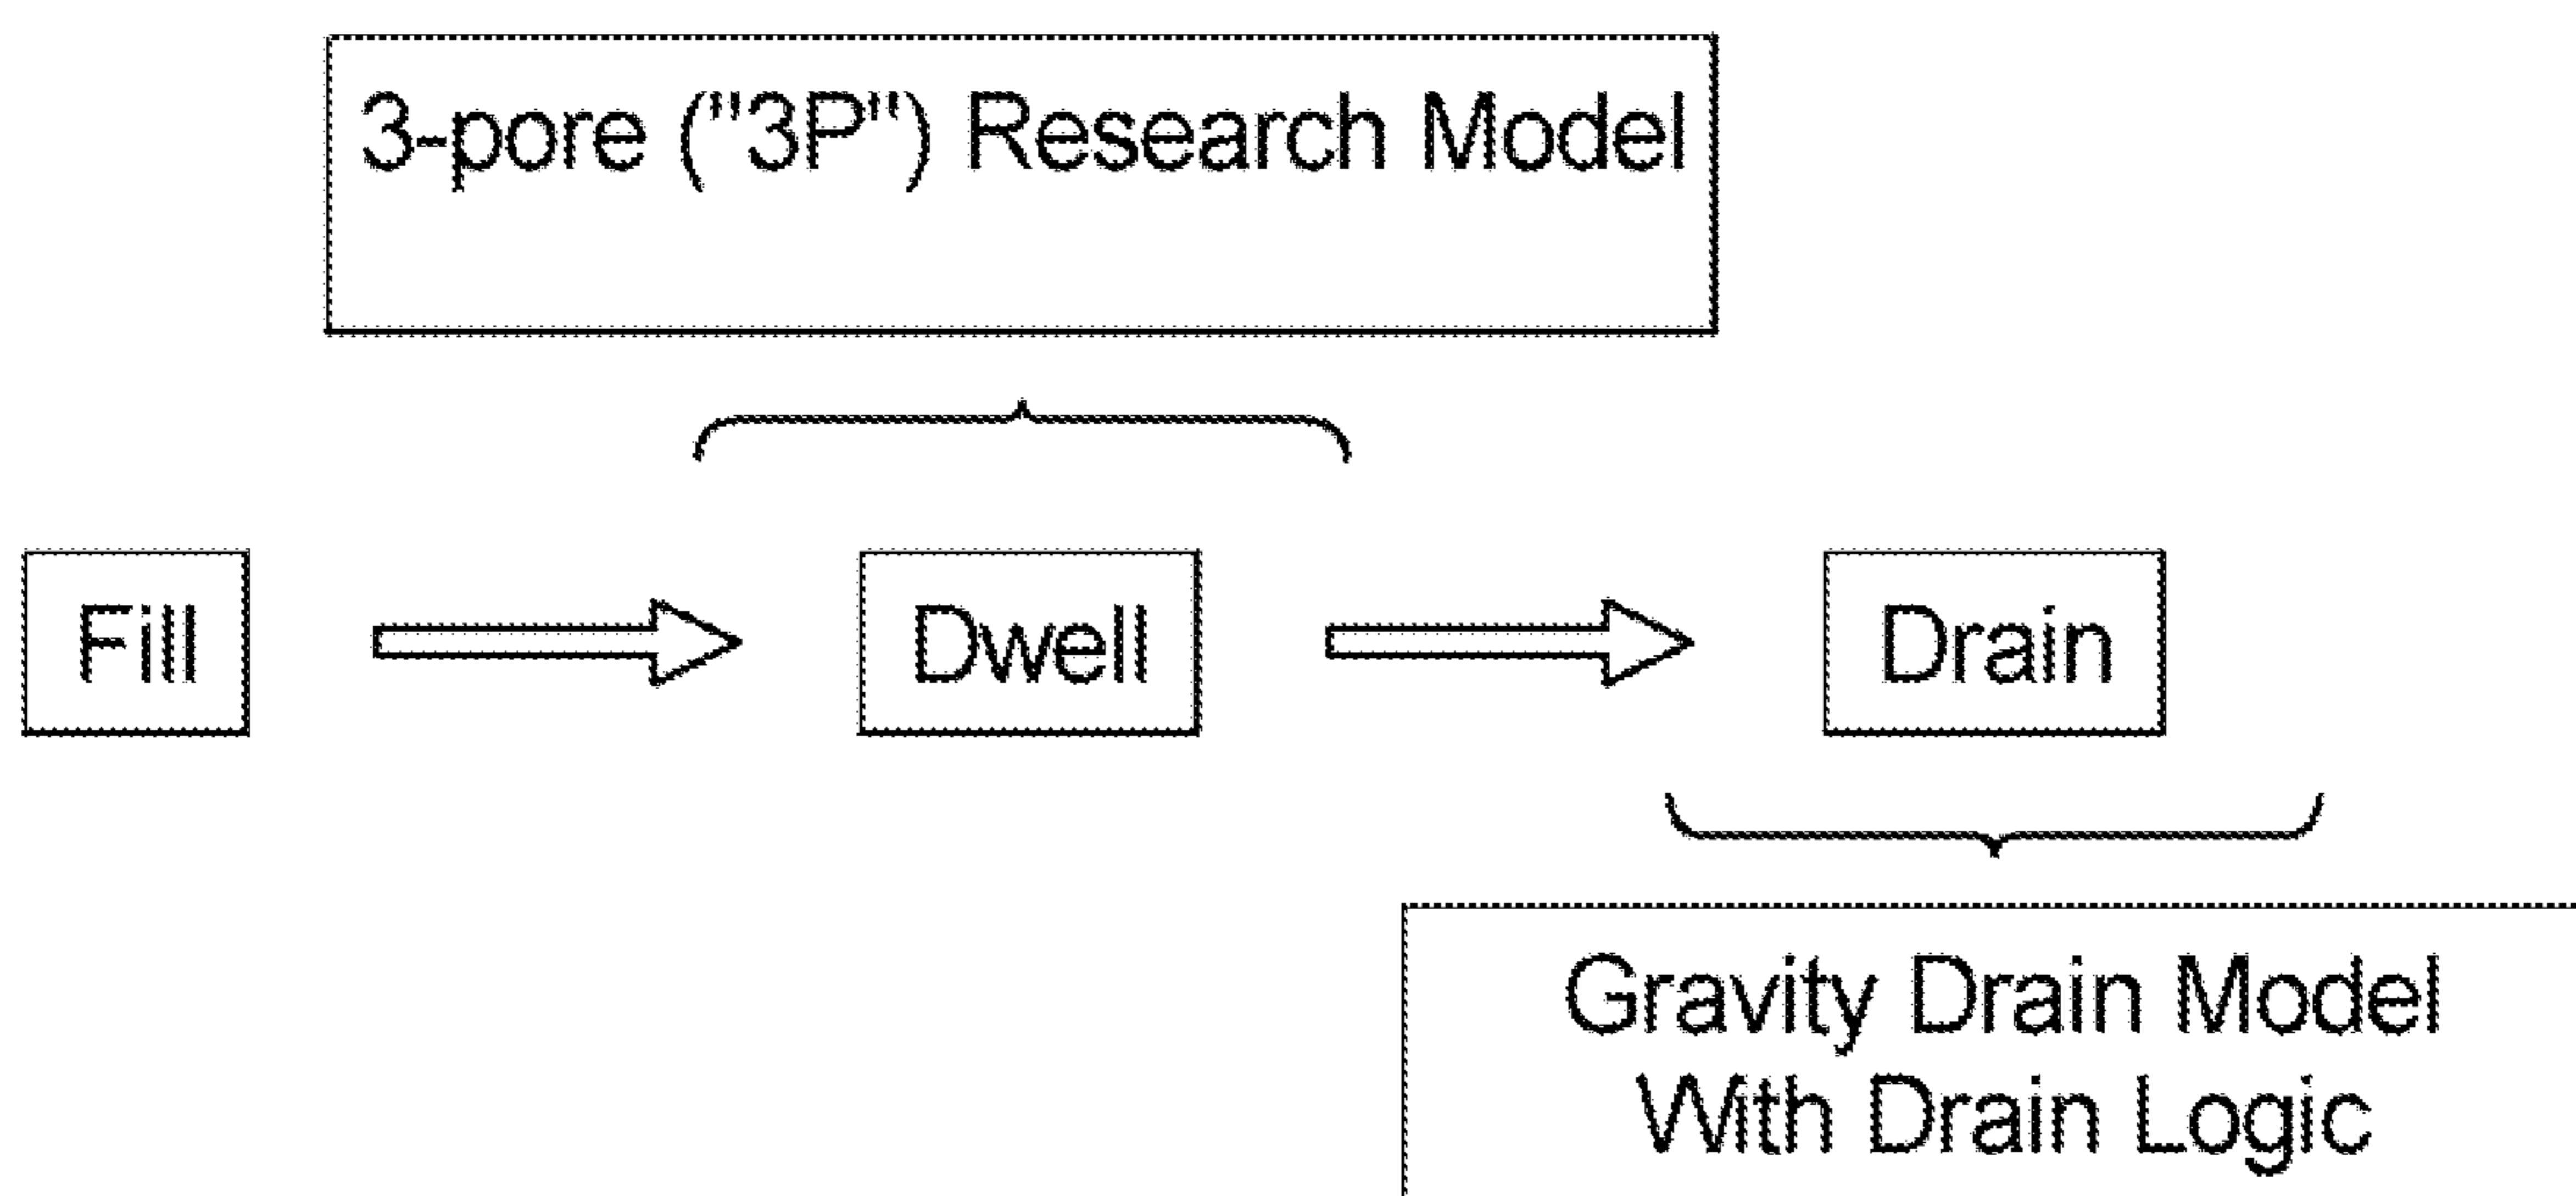 3-pore ("3P") Research Model
Fill
Dwell
Drain
Gravity Drain Model
With Drain Logic